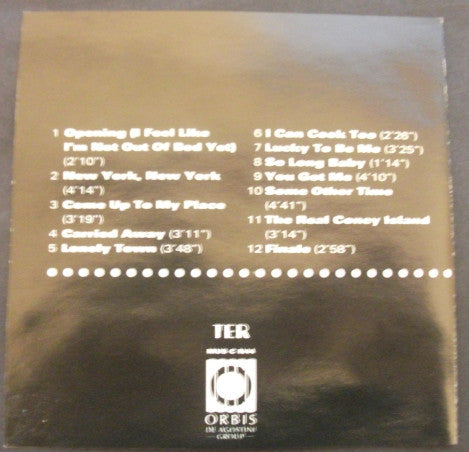 1 Opening (I Feel Like
I'm Not Out Of Bed Yet)
(2'10")
2 New York, New York
(4'14")
3 Come Up To My Place
(3'19")
4 Carried Away (3'11")
5 Lonely Town (3'48")
6 I Can Cook Too (2'26")
7 Lucky To Be Me (3'25")
8 So Long Baby (1'14")
9 You Got Me (4'10")
10 Some Other Time
(4'41")
11 The Real Coney Island
(3'14")
12 Finale (2'58")
TER
ORBIS
DE AGOSTINI
GROUP